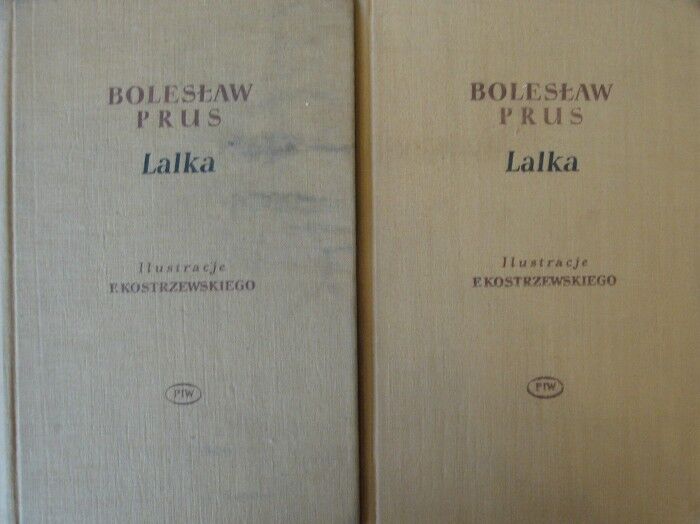 BOLESŁAW
PRUS
Lalka
Ilustracje
F. KOSTRZEWSKIEGO
PIW
BOLESŁAW
PRUS
Lalka
Ilustracje
F. KOSTRZEWSKIEGO
PIW